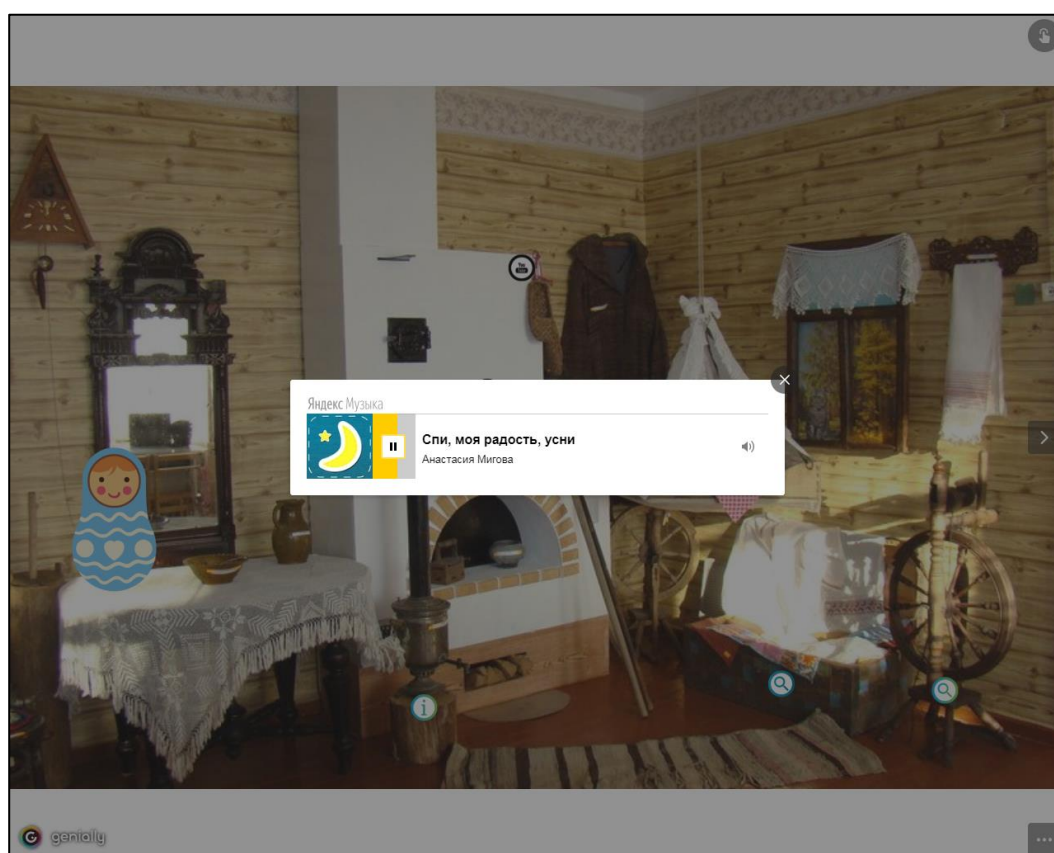 Яндекс Музыка
Спи, моя радость, усни
Анастасия Мигова
genially